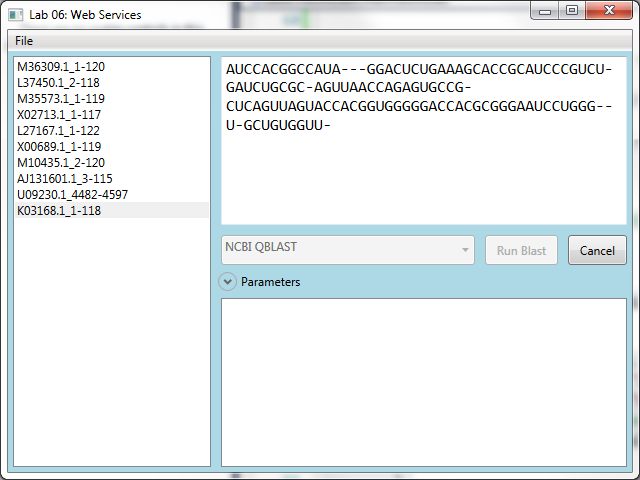 Lab 06: Web Services
File
M36309.1_1-120
L37450.1_2-118
M35573.1_1-119
X02713.1_1-117
L27167.1_1-122
X00689.1_1-119
M10435.1_2-120
AJ131601.1_3-115
U09230.1_4482-4597
K03168.1_1-118
AUCCACGGCCAUA---GGACUCUGAAAGCACCGCAUCCCGUCU-
GAUCUGCGC-AGUUAACCAGAGUGCCG-
CUCAGUUAGUACCACGGUGGGGGACCACGCGGGAAUCCUGGG--
U-GCUGUGGUU-
NCBI QBLAST
Run Blast
Cancel
Parameters